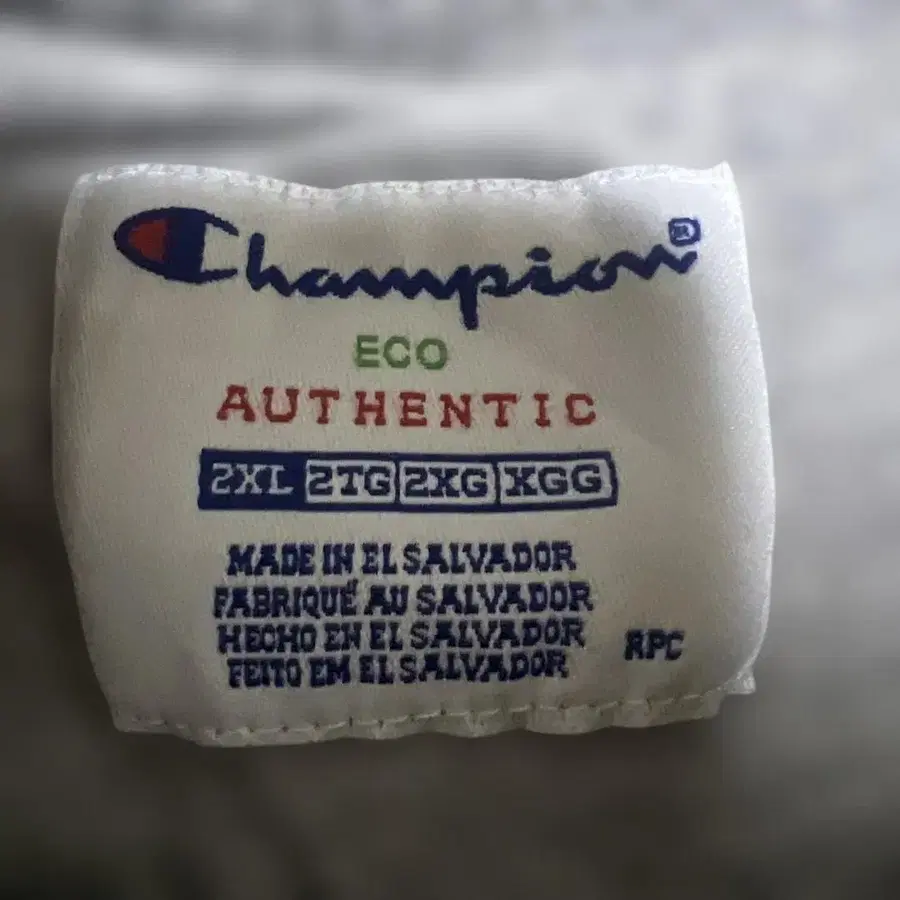 Champion®
ECO
AUTHENTIC
2XL 2TG 2XG XGG
MADE IN EL SALVADOR
FABRIQUÉ AU SALVADOR
HECHO EN EL SALVADOR
FEITO EM EL SALVADOR
RPC